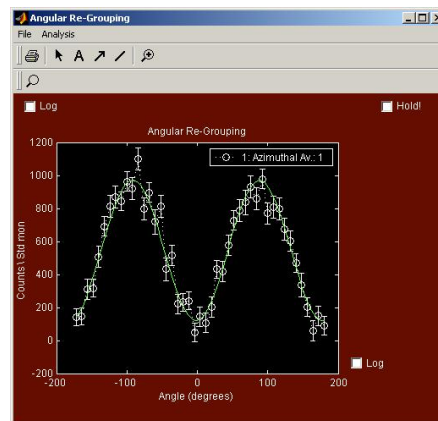 Angular Re-Grouping
File Analysis
A
Log
Hold!
Angular Re-Grouping
1: Azimuthal Av.: 1
1200
1000
800
600
400
200
0
-200
Counts \ Std mon
-200 -100 0 100 200
Angle (degrees)
Log